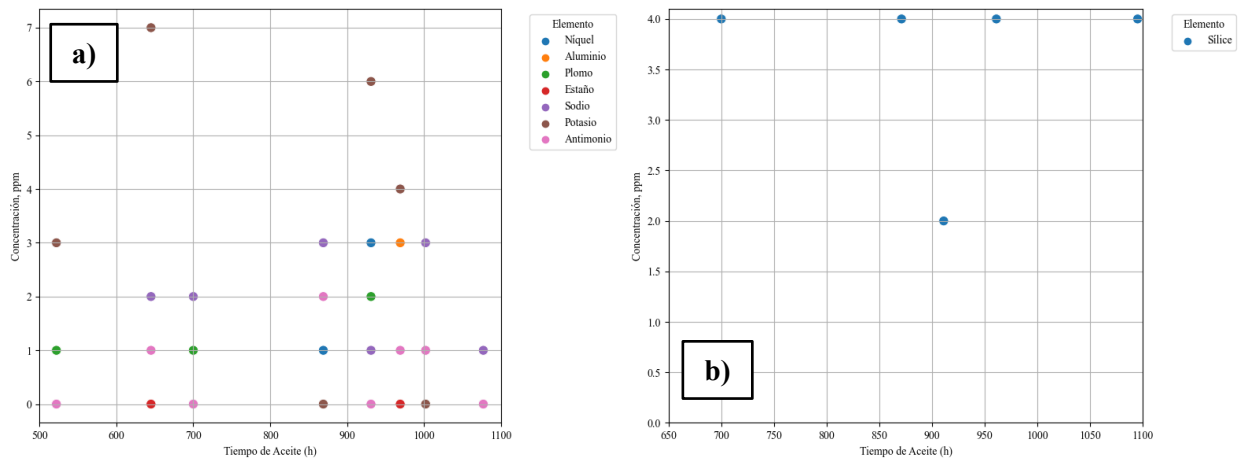 a)
7
6
5
4
3
2
1
0
Concentración, ppm
500 600 700 800 900 1000 1100
Tiempo de Aceite (h)
Elemento
Níquel
Aluminio
Plomo
Estaño
Sodio
Potasio
Antimonio
4.0
3.5
3.0
2.5
2.0
1.5
1.0
0.5
0.0
Concentración, ppm
b)
650 700 750 800 850 900 950 1000 1050 1100
Tiempo de Aceite (h)
Elemento
Sílice